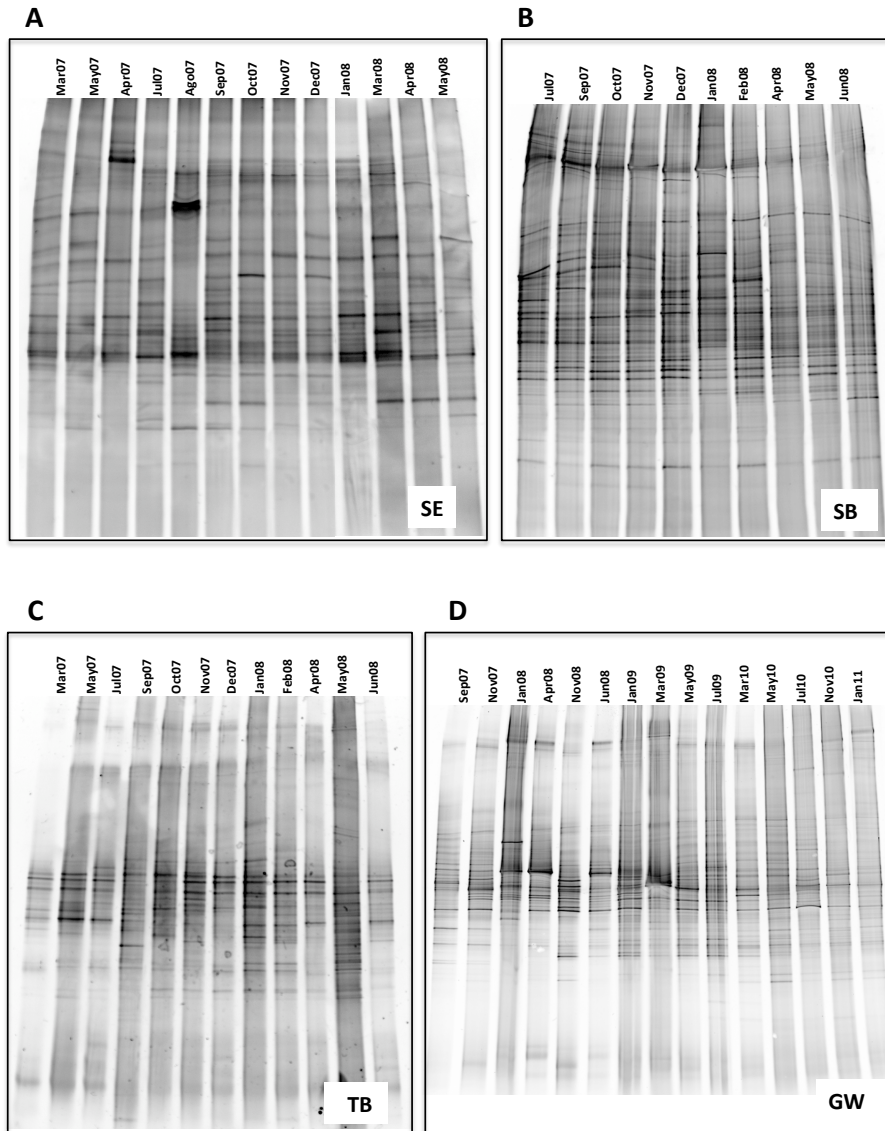 A
Mar07 May07 Apr07 Jul07 Ago07 Sep07 Oct07 Nov07 Dec07 Jan08 Mar08 Apr08 May08
SE
B
Jul07 Sep07 Oct07 Nov07 Dec07 Jan08 Feb08 Apr08 May08 Jun08
SB
C
Mar07 May07 Jul07 Sep07 Oct07 Nov07 Dec07 Jan08 Feb08 Apr08 May08 Jun08
TB
D
Sep07 Nov07 Jan08 Apr08 Nov08 Jun08 Jan09 Mar09 May09 Jul09 Mar10 May10 Jul10 Nov10 Jan11
GW